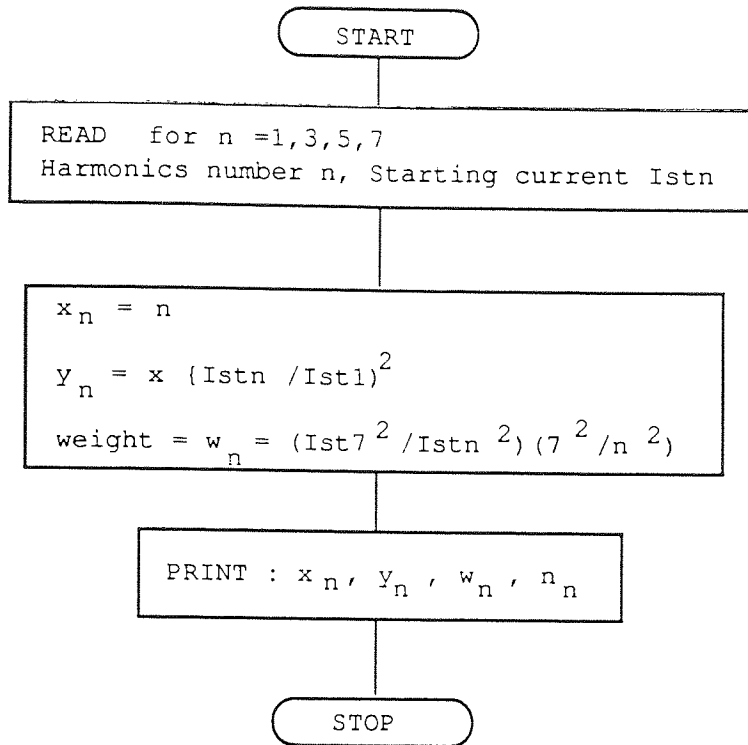 START
READ for n =1,3,5,7
Harmonics number n, Starting current Istn
x_n = n
y_n = x (Istn /Ist1)^2
weight = w_n = (Ist7^2/Istn^2)(7^2/n^2)
PRINT : x_n, y_n, w_n, n_n
STOP